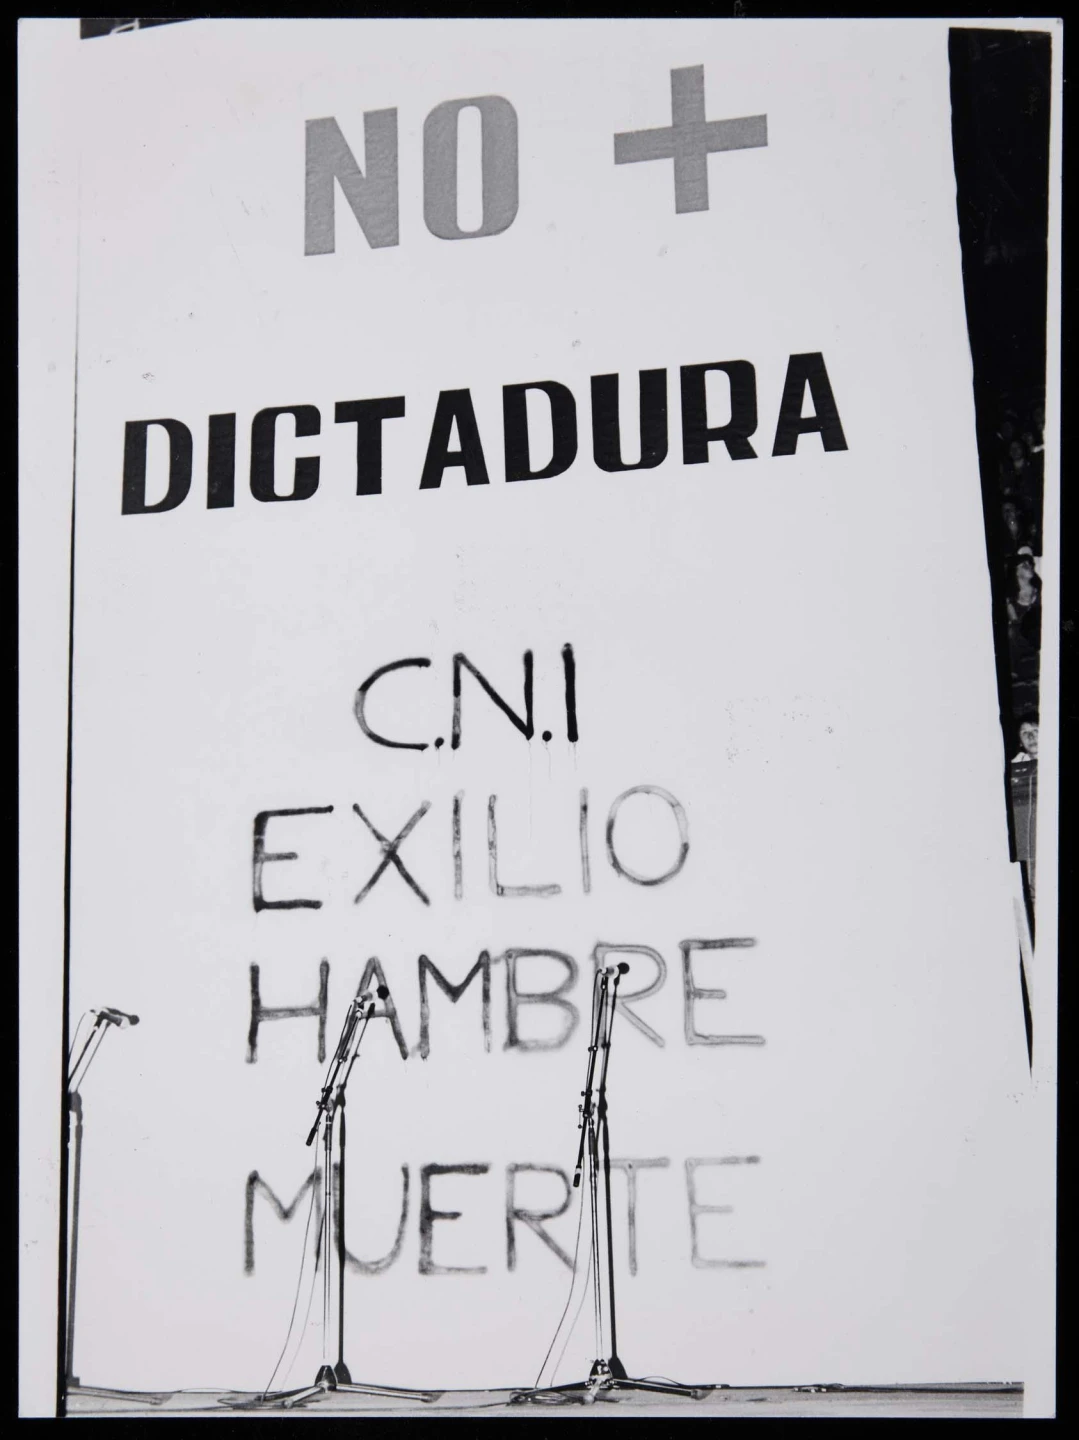 NO +
DICTADURA
C.N.I
EXILIO
HAMBRE
MUERTE